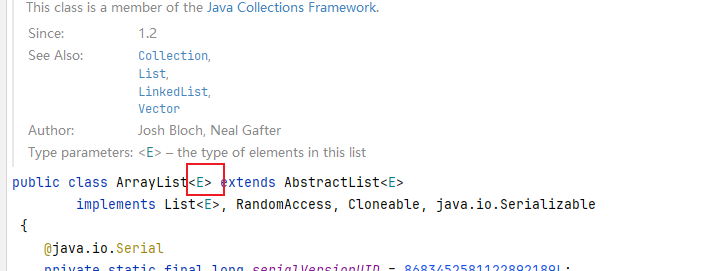 This class is a member of the Java Collections Framework.
Since: 1.2
See Also: Collection,
List,
LinkedList,
Vector
Author: Josh Bloch, Neal Gafter
Type parameters: <E> – the type of elements in this list
public class ArrayList<E> extends AbstractList<E>
implements List<E>, RandomAccess, Cloneable, java.io.Serializable
{
@java.io.Serial
private static final long serialVersionUID = 8683452581122892189L;